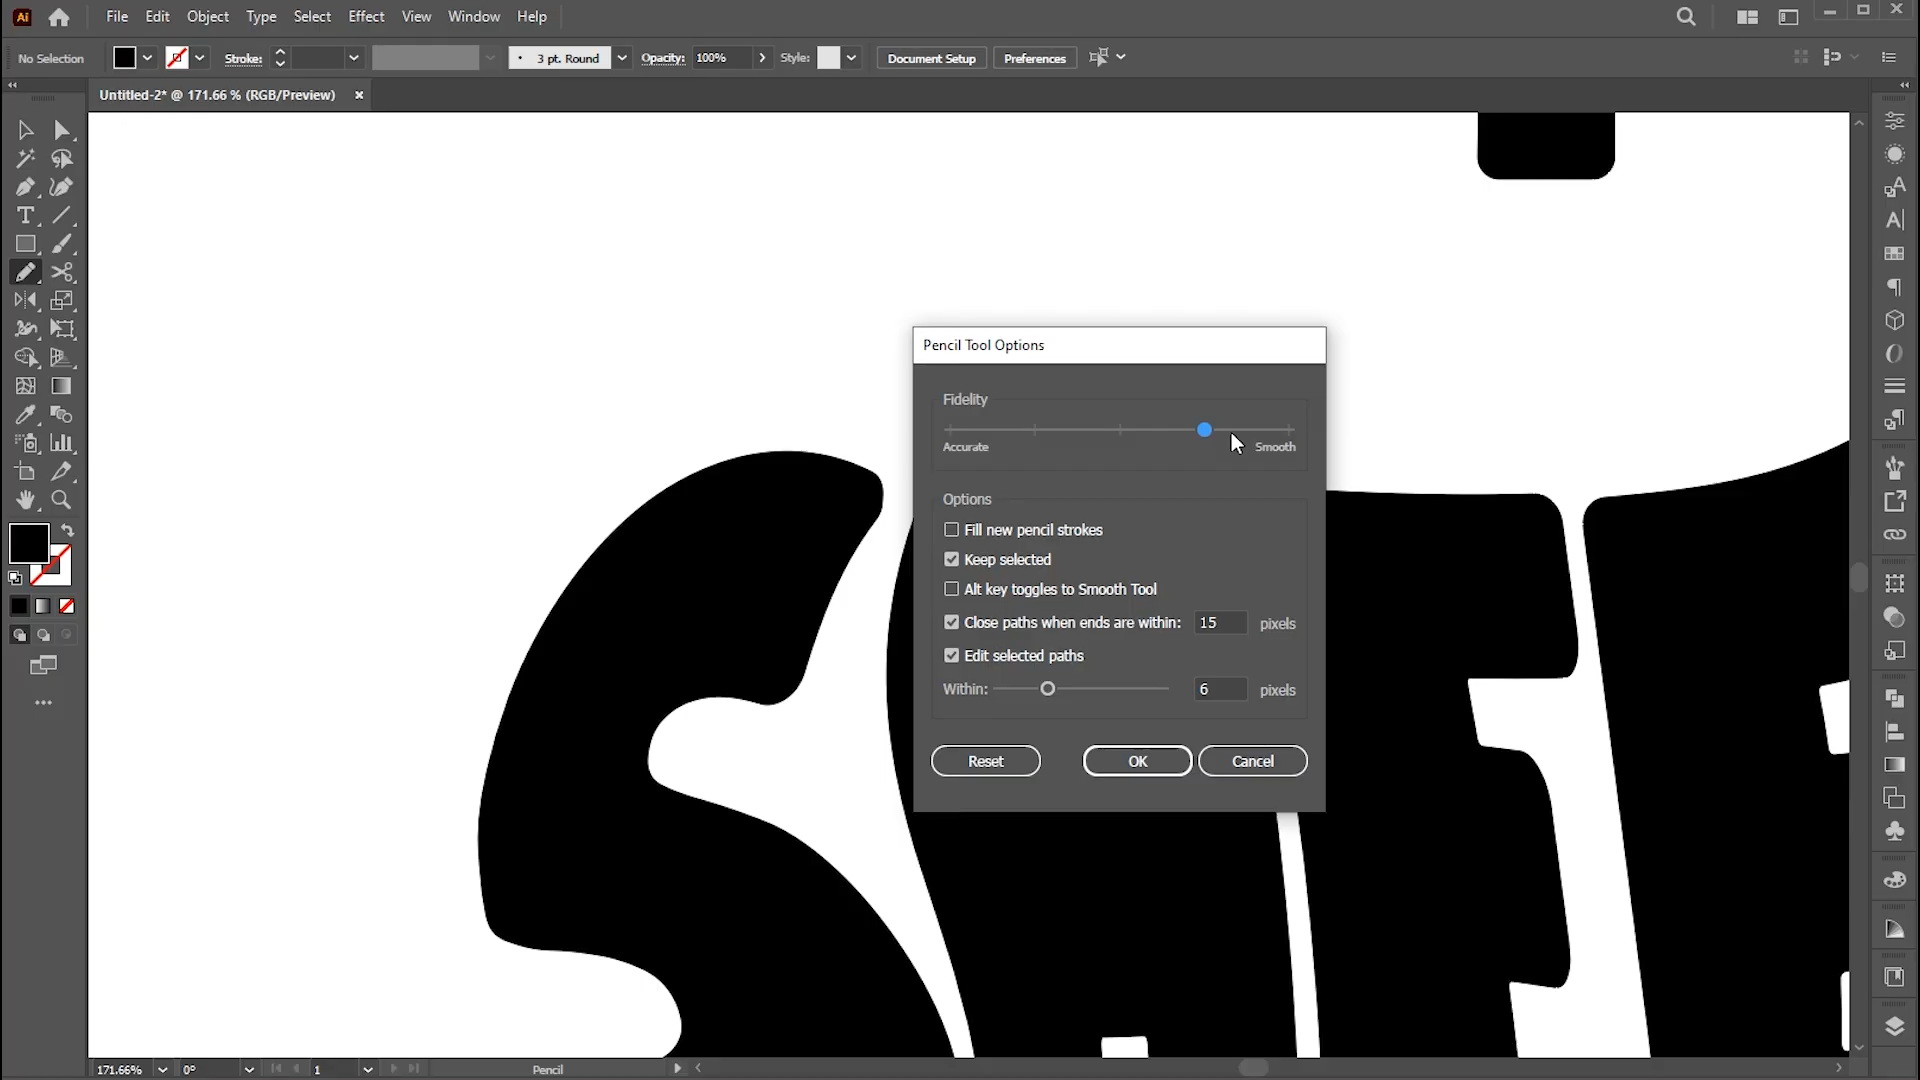 Ai File Edit Object Type Select Effect View Window Help
No Selection Stroke: 3 pt. Round Opacity: 100% Style: Document Setup Preferences
Untitled-2* @ 171.66 % (RGB/Preview) ×
Pencil Tool Options
Fidelity
Accurate Smooth
Options
Fill new pencil strokes
Keep selected
Alt key toggles to Smooth Tool
Close paths when ends are within: 15 pixels
Edit selected paths
Within: 6 pixels
Reset OK Cancel
171.66% 0° 1 Pencil